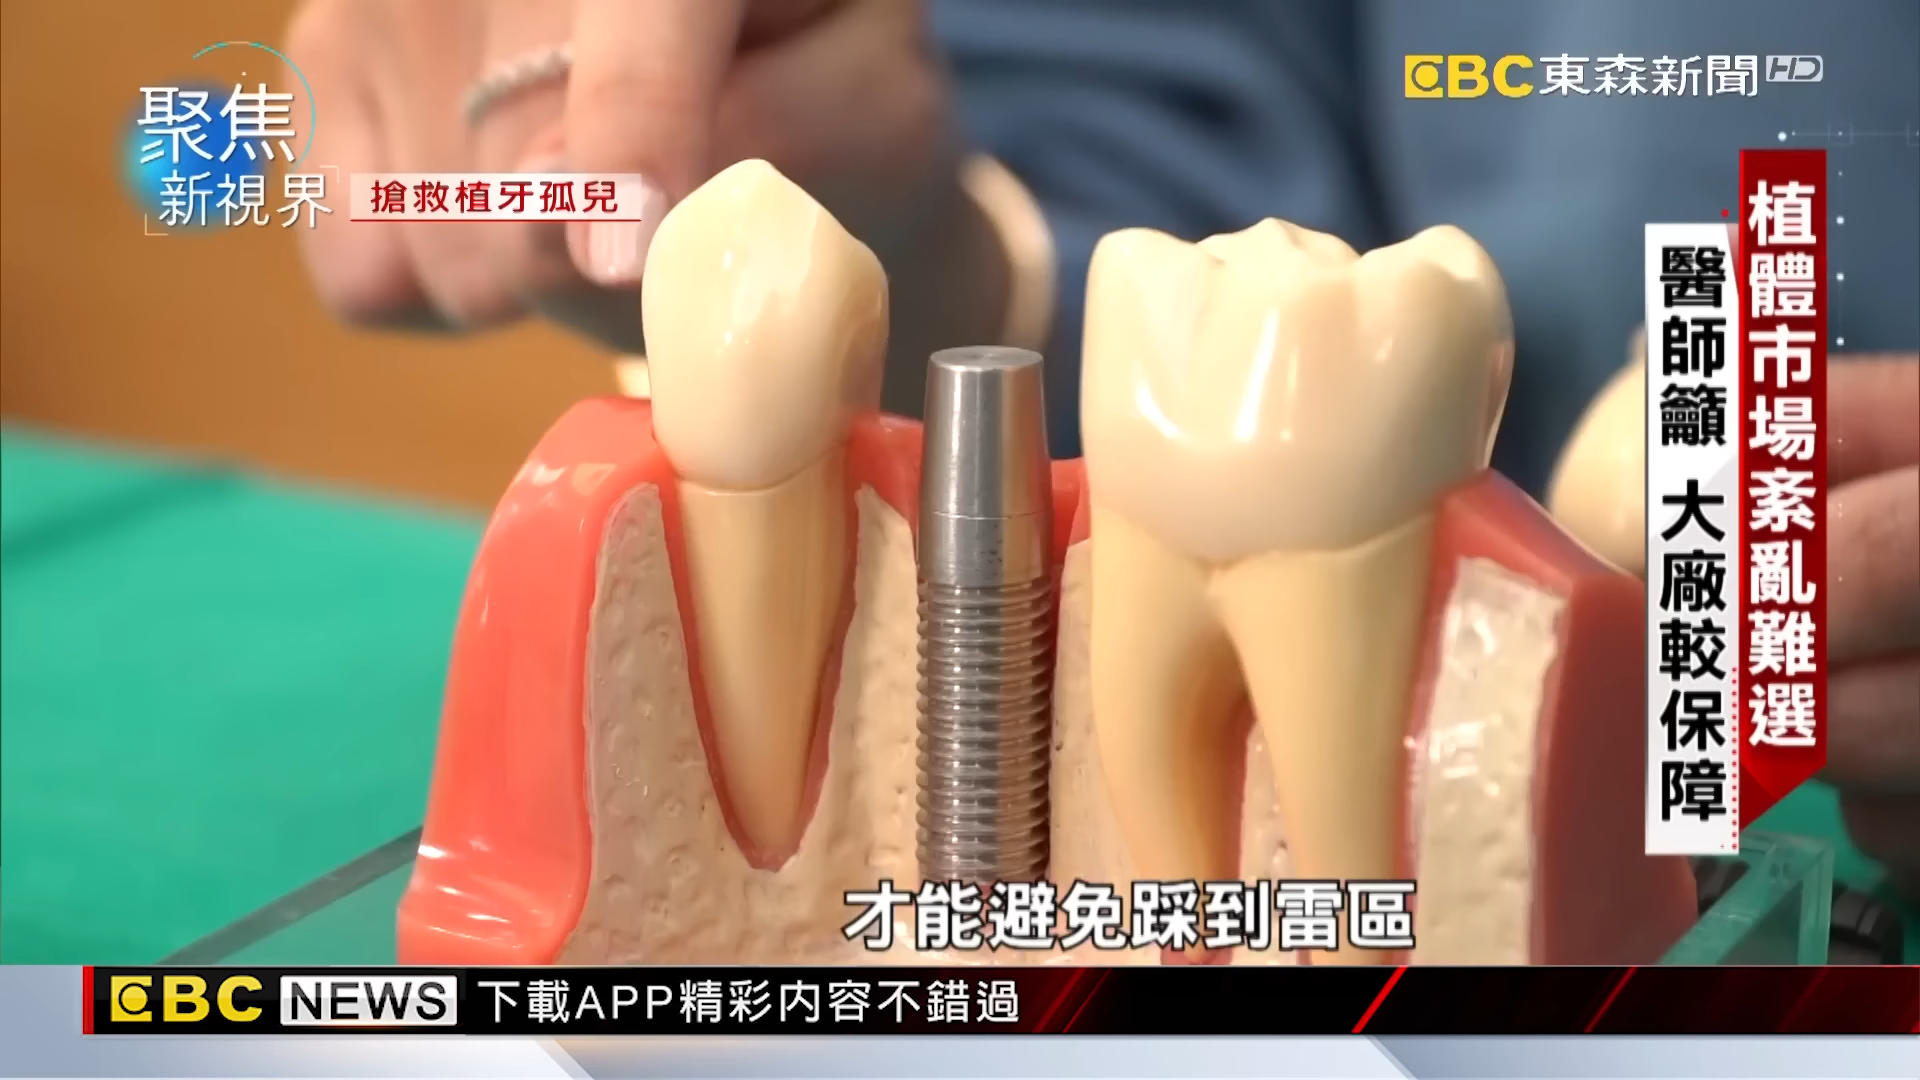 聚焦
新視界
搶救植牙孤兒
EBC東森新聞HD
植體市場紊亂難選
醫師籲 大廠較保障
才能避免踩到雷區
EBC NEWS 下載APP精彩內容不錯過